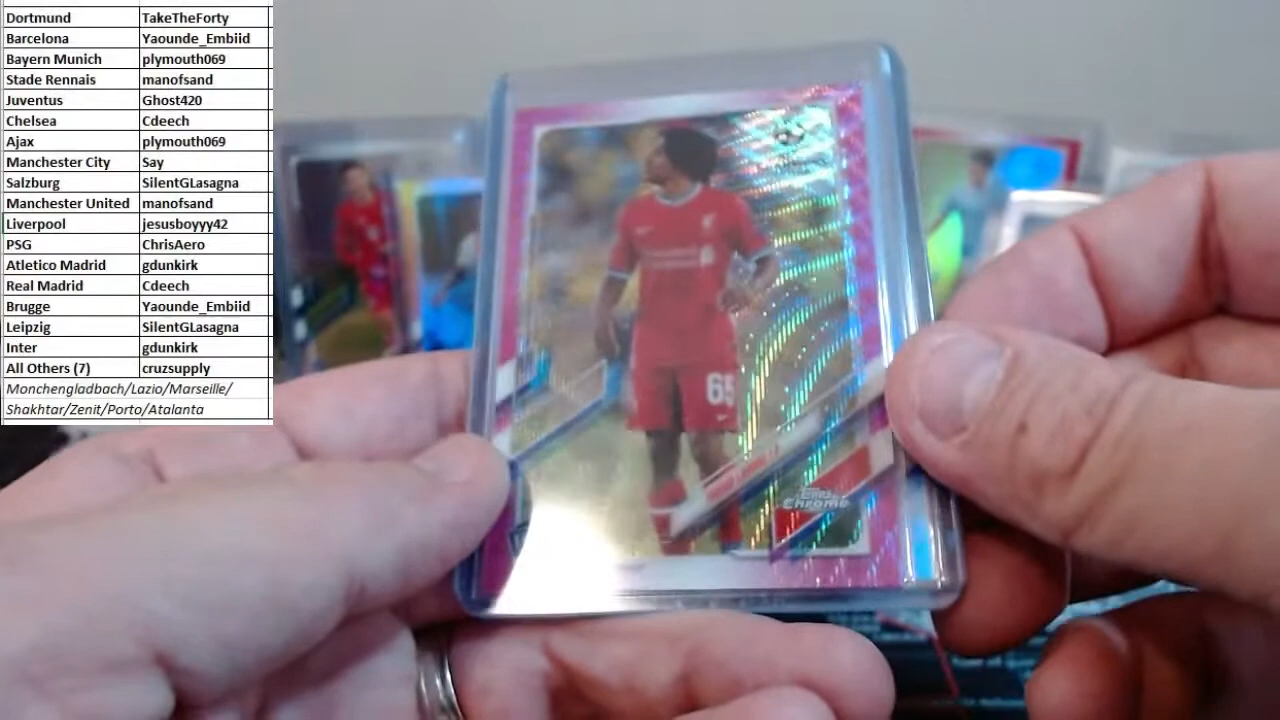 Dortmund TakeTheForty
Barcelona Yaounde_Embiid
Bayern Munich plymouth069
Stade Rennais manofsand
Juventus Ghost420
Chelsea Cdeech
Ajax plymouth069
Manchester City Say
Salzburg SilentGLasagna
Manchester United manofsand
Liverpool jesusboyyy42
PSG ChrisAero
Atletico Madrid gdunkirk
Real Madrid Cdeech
Brugge Yaounde_Embiid
Leipzig SilentGLasagna
Inter gdunkirk
All Others (7) cruzsupply
Monchengladbach/Lazio/Marseille/
Shakhtar/Zenit/Porto/Atalanta
65
Topps
Chrome